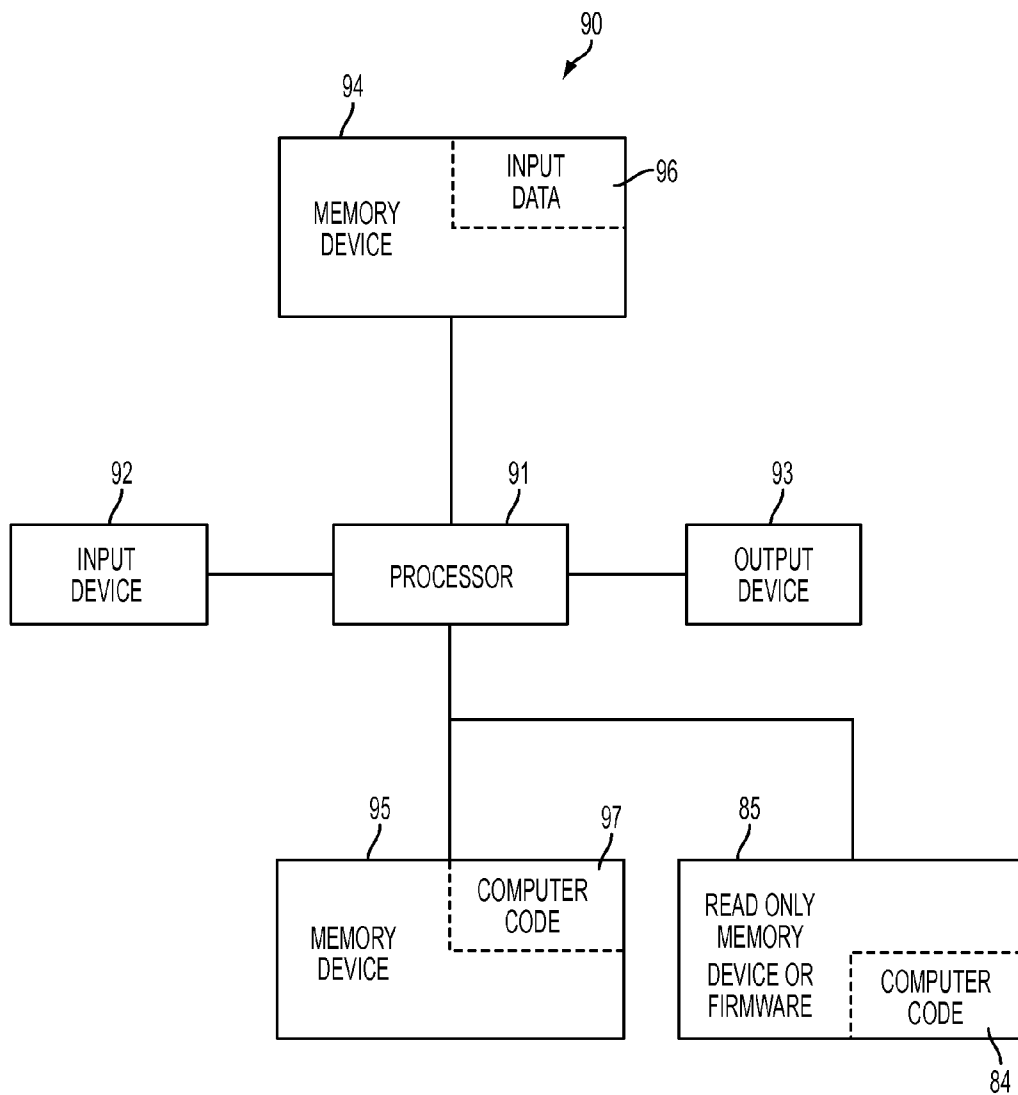 90
94
INPUT
DATA
96
MEMORY
DEVICE
92
91
93
INPUT
DEVICE
PROCESSOR
OUTPUT
DEVICE
95
97
85
COMPUTER
CODE
MEMORY
DEVICE
READ ONLY
MEMORY
DEVICE OR
FIRMWARE
COMPUTER
CODE
84